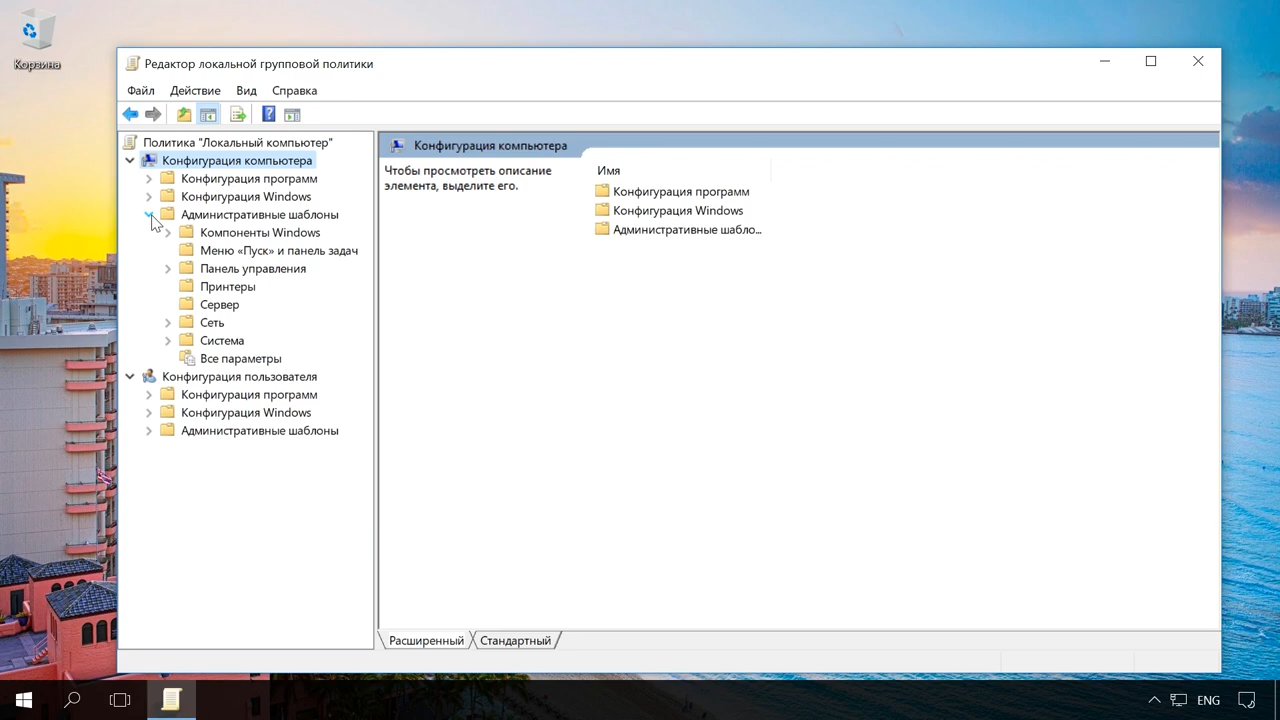 Корзина
Редактор локальной групповой политики
Файл Действие Вид Справка
Политика "Локальный компьютер"
Конфигурация компьютера
Конфигурация программ
Конфигурация Windows
Административные шаблоны
Компоненты Windows
Меню «Пуск» и панель задач
Панель управления
Принтеры
Сервер
Сеть
Система
Все параметры
Конфигурация пользователя
Конфигурация программ
Конфигурация Windows
Административные шаблоны
Конфигурация компьютера
Чтобы просмотреть описание
элемента, выделите его.
Имя
Конфигурация программ
Конфигурация Windows
Административные шабло...
Расширенный Стандартный
ENG